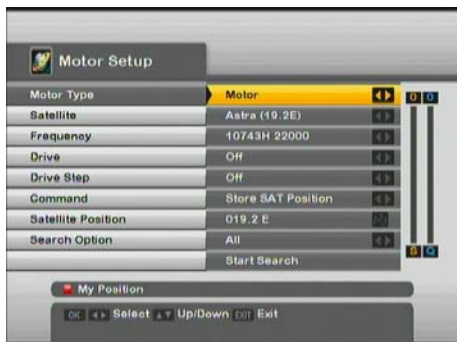 Motor Setup
Motor Type Motor
Satellite Astra (19.2E)
Frequency 10743H 22000
Drive Off
Drive Step Off
Command Store SAT Position
Satellite Position 019.2 E
Search Option All
Start Search
0 0
S Q
My Position
OK Select Up/Down EXIT Exit